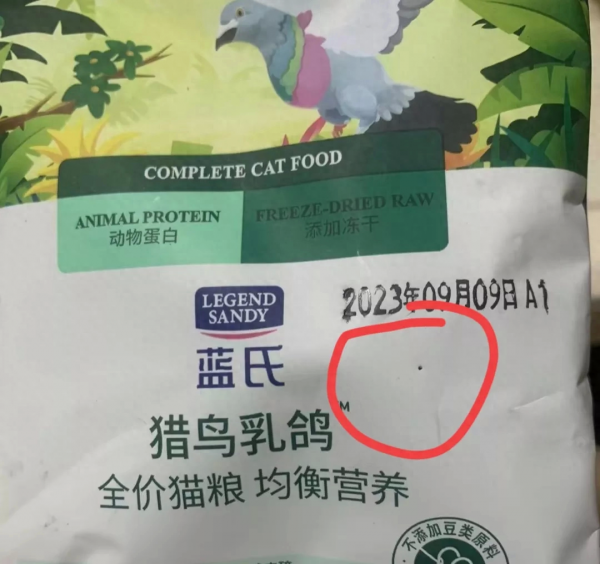 COMPLETE CAT FOOD
ANIMAL PROTEIN
动物蛋白
FREEZE-DRIED RAW
添加冻干
LEGEND
SANDY
2023年09月09日 A1
蓝氏
猎鸟乳鸽™
全价猫粮 均衡营养
不添加豆类原料